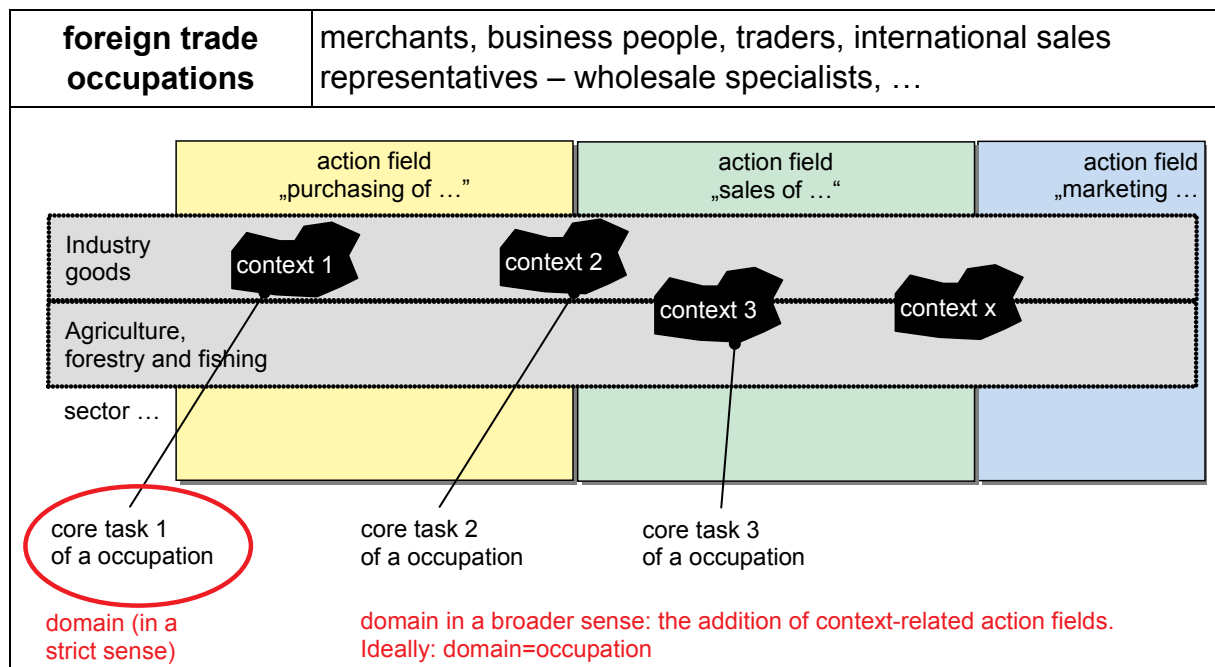 foreign trade
occupations
merchants, business people, traders, international sales
representatives – wholesale specialists, …
action field
„purchasing of …”
action field
„sales of …“
action field
„marketing …
Industry
goods
context 1
context 2
context 3
context x
Agriculture,
forestry and fishing
sector …
core task 1
of a occupation
core task 2
of a occupation
core task 3
of a occupation
domain (in a
strict sense)
domain in a broader sense: the addition of context-related action fields.
Ideally: domain=occupation